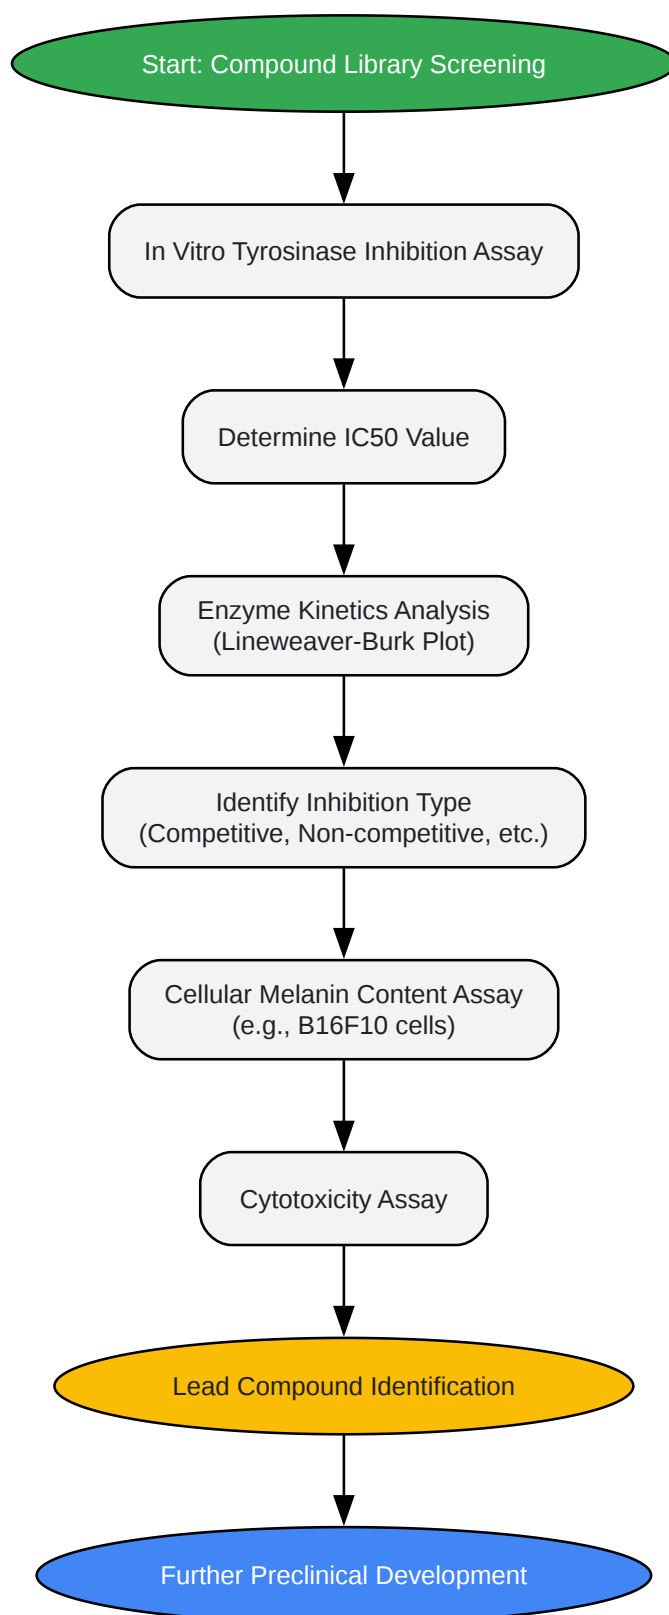 Start: Compound Library Screening
In Vitro Tyrosinase Inhibition Assay
Determine IC50 Value
Enzyme Kinetics Analysis
(Lineweaver-Burk Plot)
Identify Inhibition Type
(Competitive, Non-competitive, etc.)
Cellular Melanin Content Assay
(e.g., B16F10 cells)
Cytotoxicity Assay
Lead Compound Identification
Further Preclinical Development